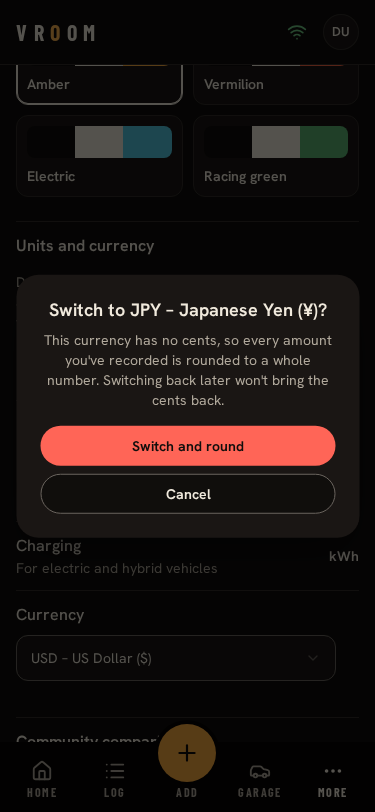 VROOM
DU
Amber
Vermilion
Electric
Racing green
Units and currency
Switch to JPY – Japanese Yen (¥)?
This currency has no cents, so every amount
you've recorded is rounded to a whole
number. Switching back later won't bring the
cents back.
Switch and round
Cancel
Charging
kWh
For electric and hybrid vehicles
Currency
USD – US Dollar ($)
Community
HOME
LOG
ADD
GARAGE
MORE